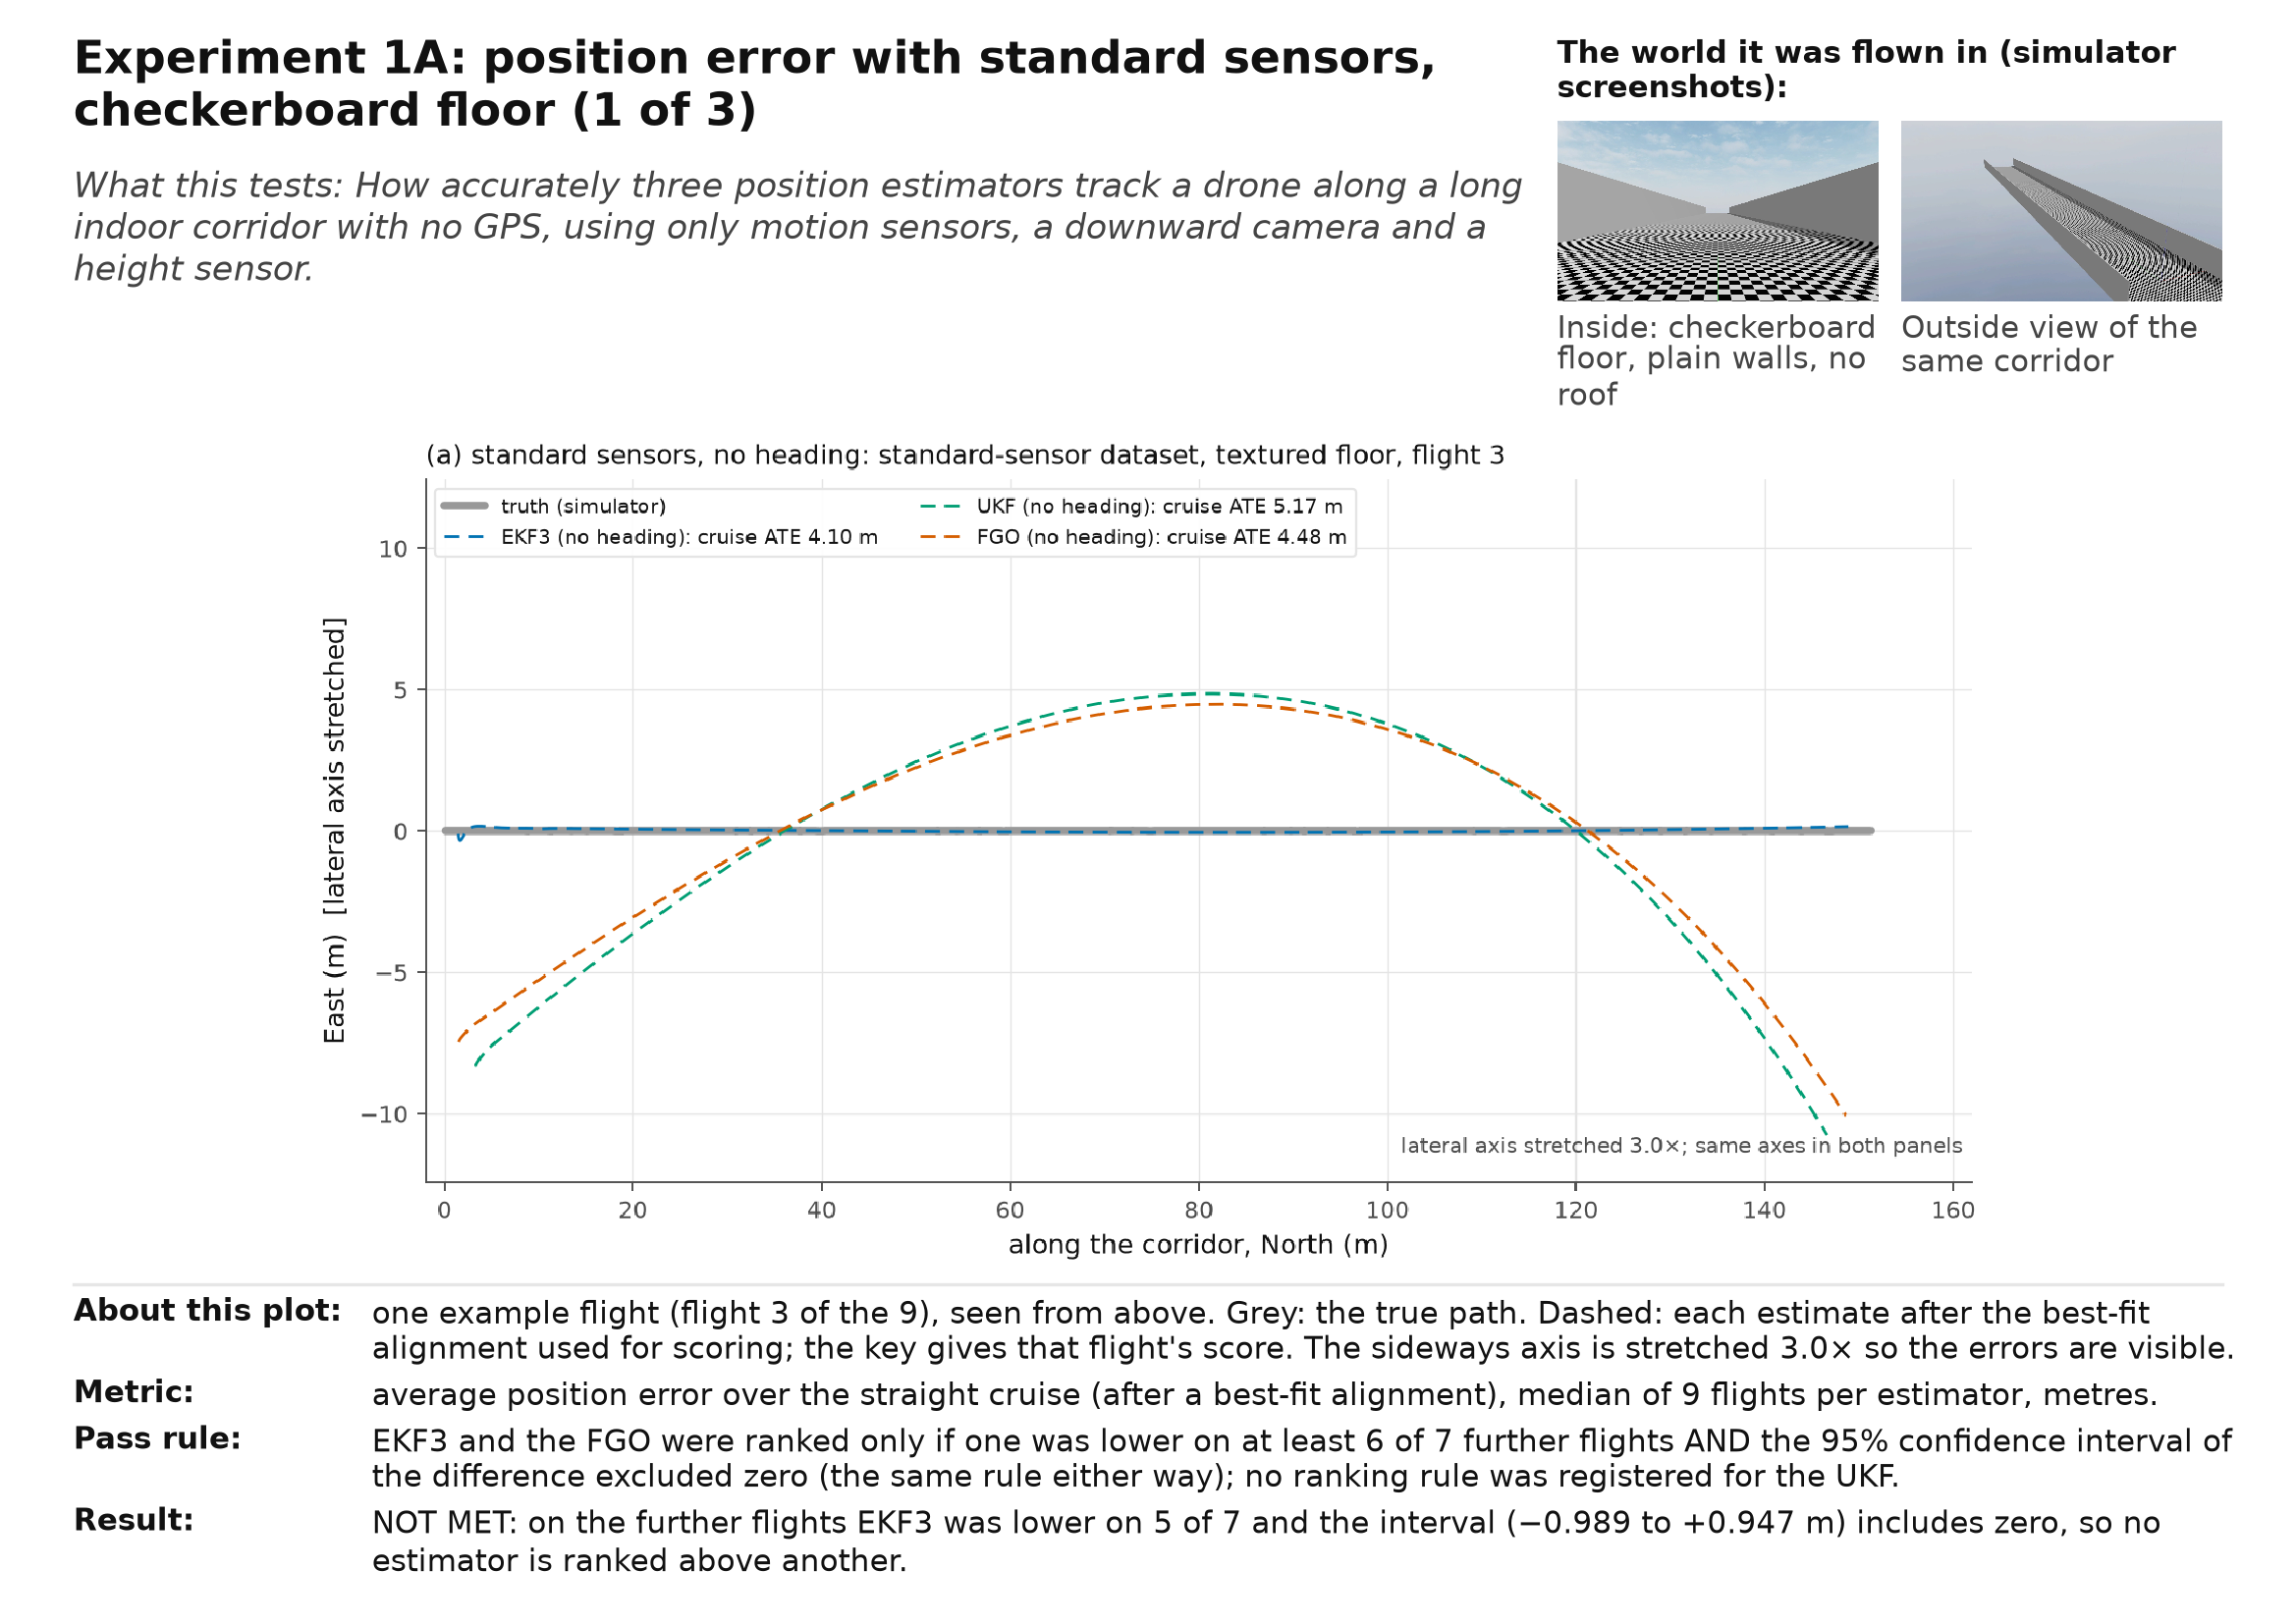 Experiment 1A: position error with standard sensors,
checkerboard floor (1 of 3)
What this tests: How accurately three position estimators track a drone along a long
indoor corridor with no GPS, using only motion sensors, a downward camera and a
height sensor.
The world it was flown in (simulator
screenshots):
Inside: checkerboard
floor, plain walls, no
roof
Outside view of the
same corridor
(a) standard sensors, no heading: standard-sensor dataset, textured floor, flight 3
truth (simulator)
EKF3 (no heading): cruise ATE 4.10 m
UKF (no heading): cruise ATE 5.17 m
FGO (no heading): cruise ATE 4.48 m
10
5
0
−5
−10
East (m) [lateral axis stretched]
lateral axis stretched 3.0×; same axes in both panels
0 20 40 60 80 100 120 140 160
along the corridor, North (m)
About this plot: one example flight (flight 3 of the 9), seen from above. Grey: the true path. Dashed: each estimate after the best-fit
alignment used for scoring; the key gives that flight's score. The sideways axis is stretched 3.0× so the errors are visible.
Metric: average position error over the straight cruise (after a best-fit alignment), median of 9 flights per estimator, metres.
Pass rule: EKF3 and the FGO were ranked only if one was lower on at least 6 of 7 further flights AND the 95% confidence interval of
the difference excluded zero (the same rule either way); no ranking rule was registered for the UKF.
Result: NOT MET: on the further flights EKF3 was lower on 5 of 7 and the interval (−0.989 to +0.947 m) includes zero, so no
estimator is ranked above another.